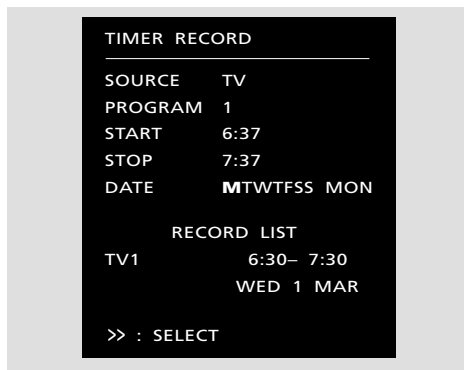 TIMER RECORD
SOURCE TV
PROGRAM 1
START 6:37
STOP 7:37
DATE MTWTFSS MON
RECORD LIST
TV1 6:30– 7:30
WED 1 MAR
>> : SELECT